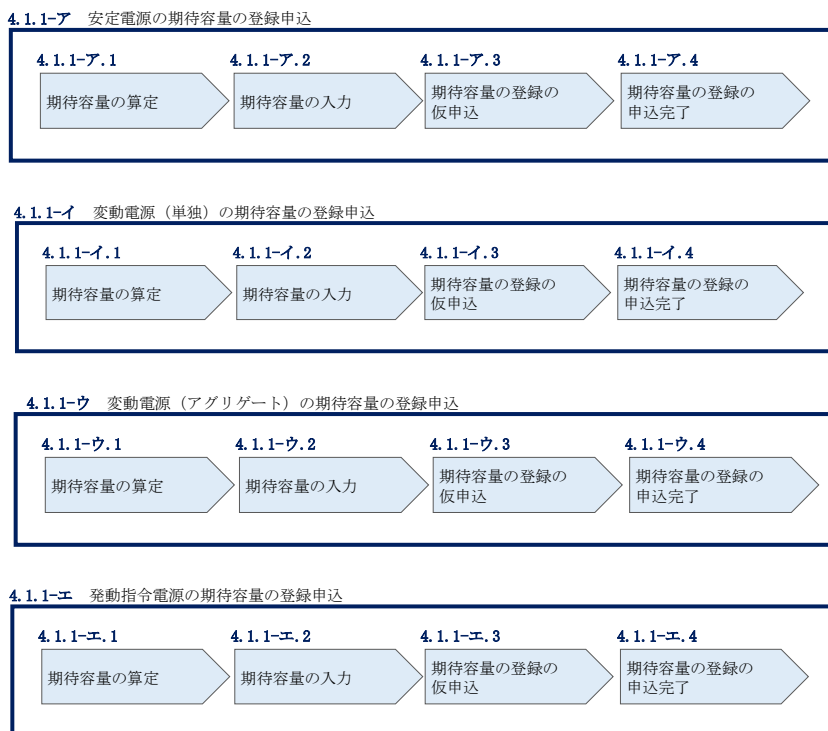 4.1.1-ア 安定電源の期待容量の登録申込
4.1.1-ア.1 4.1.1-ア.2 4.1.1-ア.3 4.1.1-ア.4
期待容量の算定
期待容量の入力
期待容量の登録の
仮申込
期待容量の登録の
申込完了
4.1.1-イ 変動電源（単独）の期待容量の登録申込
4.1.1-イ.1 4.1.1-イ.2 4.1.1-イ.3 4.1.1-イ.4
期待容量の算定
期待容量の入力
期待容量の登録の
仮申込
期待容量の登録の
申込完了
4.1.1-ウ 変動電源（アグリゲート）の期待容量の登録申込
4.1.1-ウ.1 4.1.1-ウ.2 4.1.1-ウ.3 4.1.1-ウ.4
期待容量の算定
期待容量の入力
期待容量の登録の
仮申込
期待容量の登録の
申込完了
4.1.1-エ 発動指令電源の期待容量の登録申込
4.1.1-エ.1 4.1.1-エ.2 4.1.1-エ.3 4.1.1-エ.4
期待容量の算定
期待容量の入力
期待容量の登録の
仮申込
期待容量の登録の
申込完了